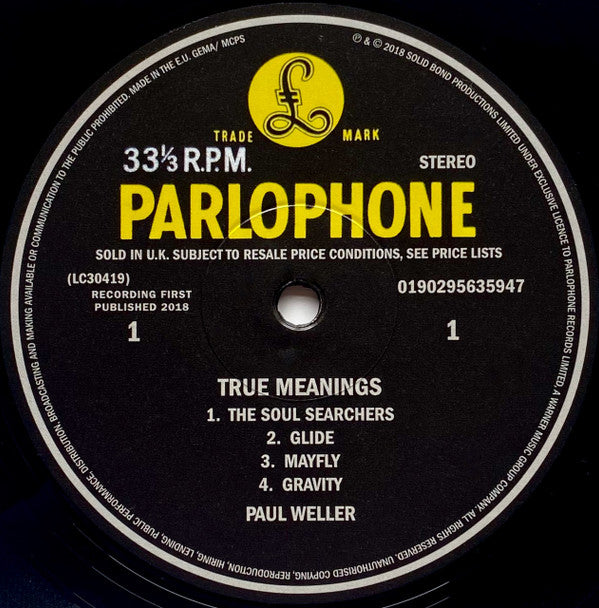 ℗ & © 2018 SOLID BOND PRODUCTIONS LIMITED UNDER EXCLUSIVE LICENCE TO PARLOPHONE RECORDS LIMITED. A WARNER MUSIC GROUP COMPANY. ALL RIGHTS RESERVED. UNAUTHORISED COPYING, REPRODUCTION, HIRING, LENDING, PUBLIC PERFORMANCE, DISTRIBUTION, BROADCASTING AND MAKING AVAILABLE OR COMMUNICATION TO THE PUBLIC PROHIBITED. MADE IN THE E.U. GEMA/ MCPS
£
TRADE MARK
33⅓ R.P.M. STEREO
PARLOPHONE
SOLD IN U.K. SUBJECT TO RESALE PRICE CONDITIONS, SEE PRICE LISTS
(LC30419) 0190295635947
RECORDING FIRST
PUBLISHED 2018
1 1
TRUE MEANINGS
1. THE SOUL SEARCHERS
2. GLIDE
3. MAYFLY
4. GRAVITY
PAUL WELLER